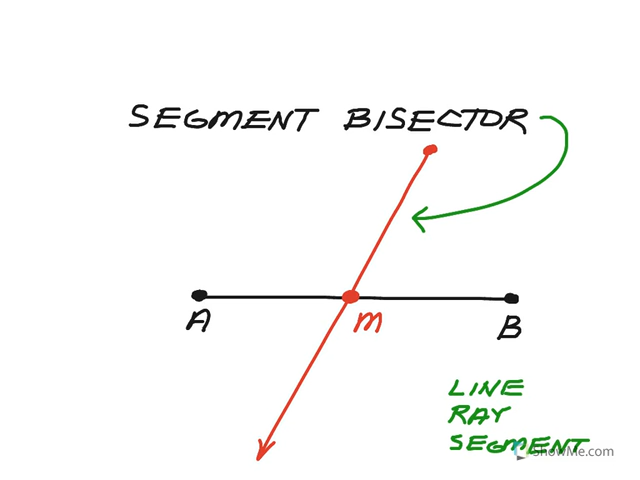 SEGMENT BISECTOR
A
M
B
LINE
RAY
SEGMENT
ShowMe.com